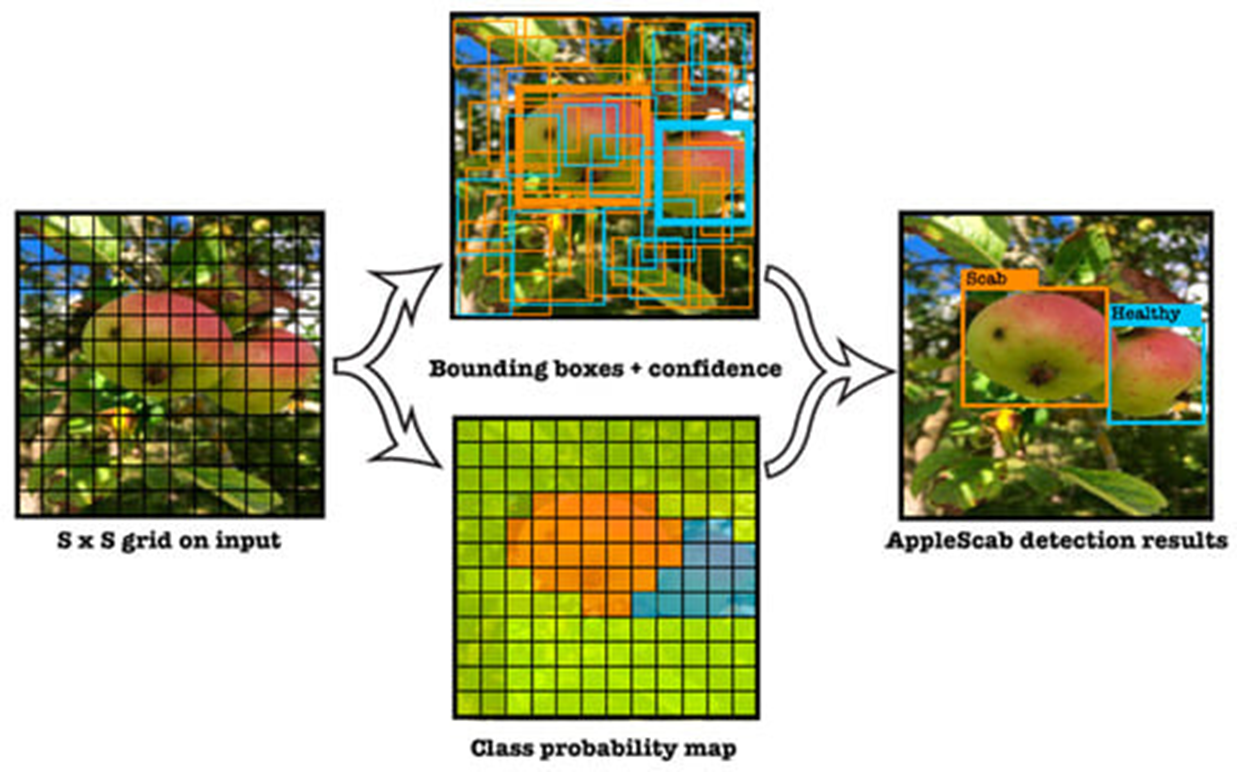 S x S grid on input
Bounding boxes + confidence
Class probability map
Scab
Healthy
AppleScab detection results